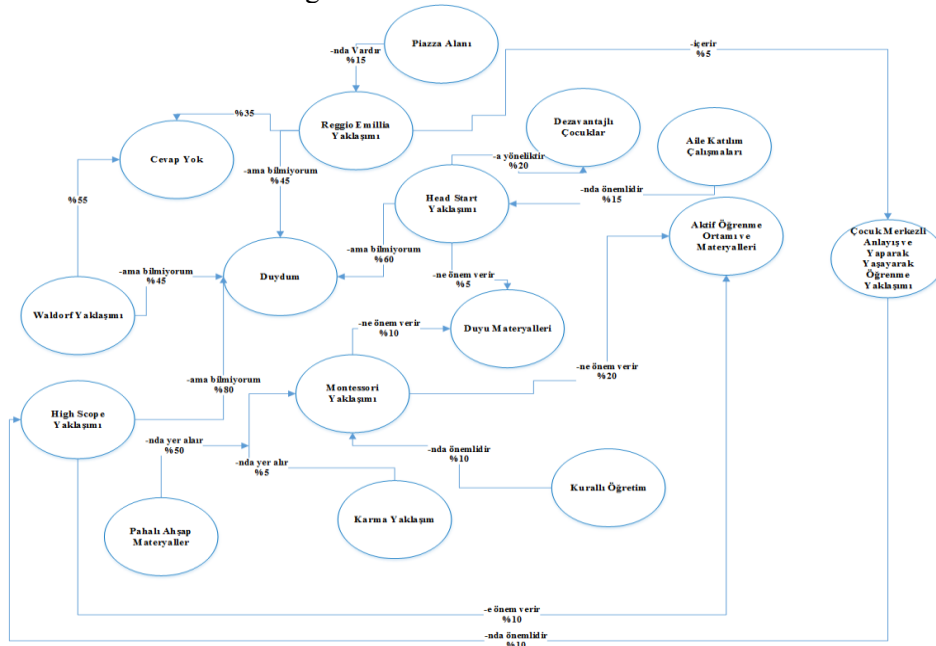 Piazza Alanı
-nda Vardır
%15
-içerir
%5
%35
Reggio Emillia
Yaklaşımı
Dezavantajlı
Çocuklar
Aile Katılım
Çalışmaları
Cevap Yok
-ama bilmiyorum
%45
-a yöneliktir
%20
%55
Head Start
Yaklaşımı
-nda önemlidir
%15
Aktif Öğrenme
Ortamı ve
Materyalleri
Çocuk Merkezli
Anlayış ve
Yaparak
Yaşayarak
Öğrenme
Yaklaşımı
-ama bilmiyorum
%60
-ama bilmiyorum
%45
Duydum
-ne önem verir
%5
Waldorf Yaklaşımı
Duyu Materyalleri
-ne önem verir
%10
-ne önem verir
%20
-ama bilmiyorum
%80
Montessori
Yaklaşımı
High Scope
Yaklaşımı
-nda yer alaır
%50
-nda önemlidir
%10
-nda yer alır
%5
Kurallı Öğretim
Karma Yaklaşım
Pahalı Ahşap
Materyaller
-e önem verir
%10
-nda önemlidir
%10